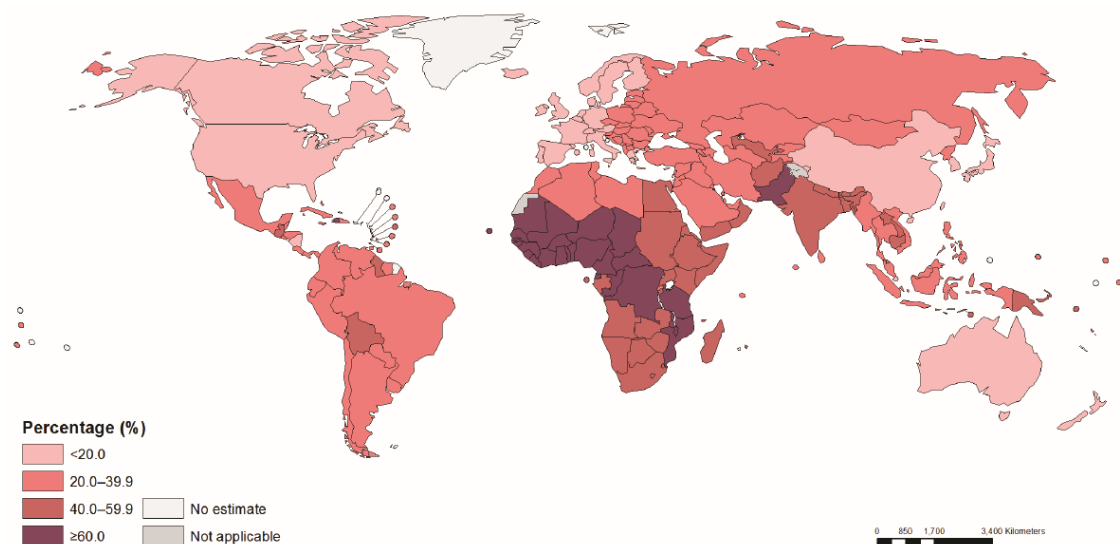 Percentage (%)
<20.0
20.0–39.9
40.0–59.9
≥60.0
No estimate
Not applicable
0 850 1,700 3,400 Kilometers